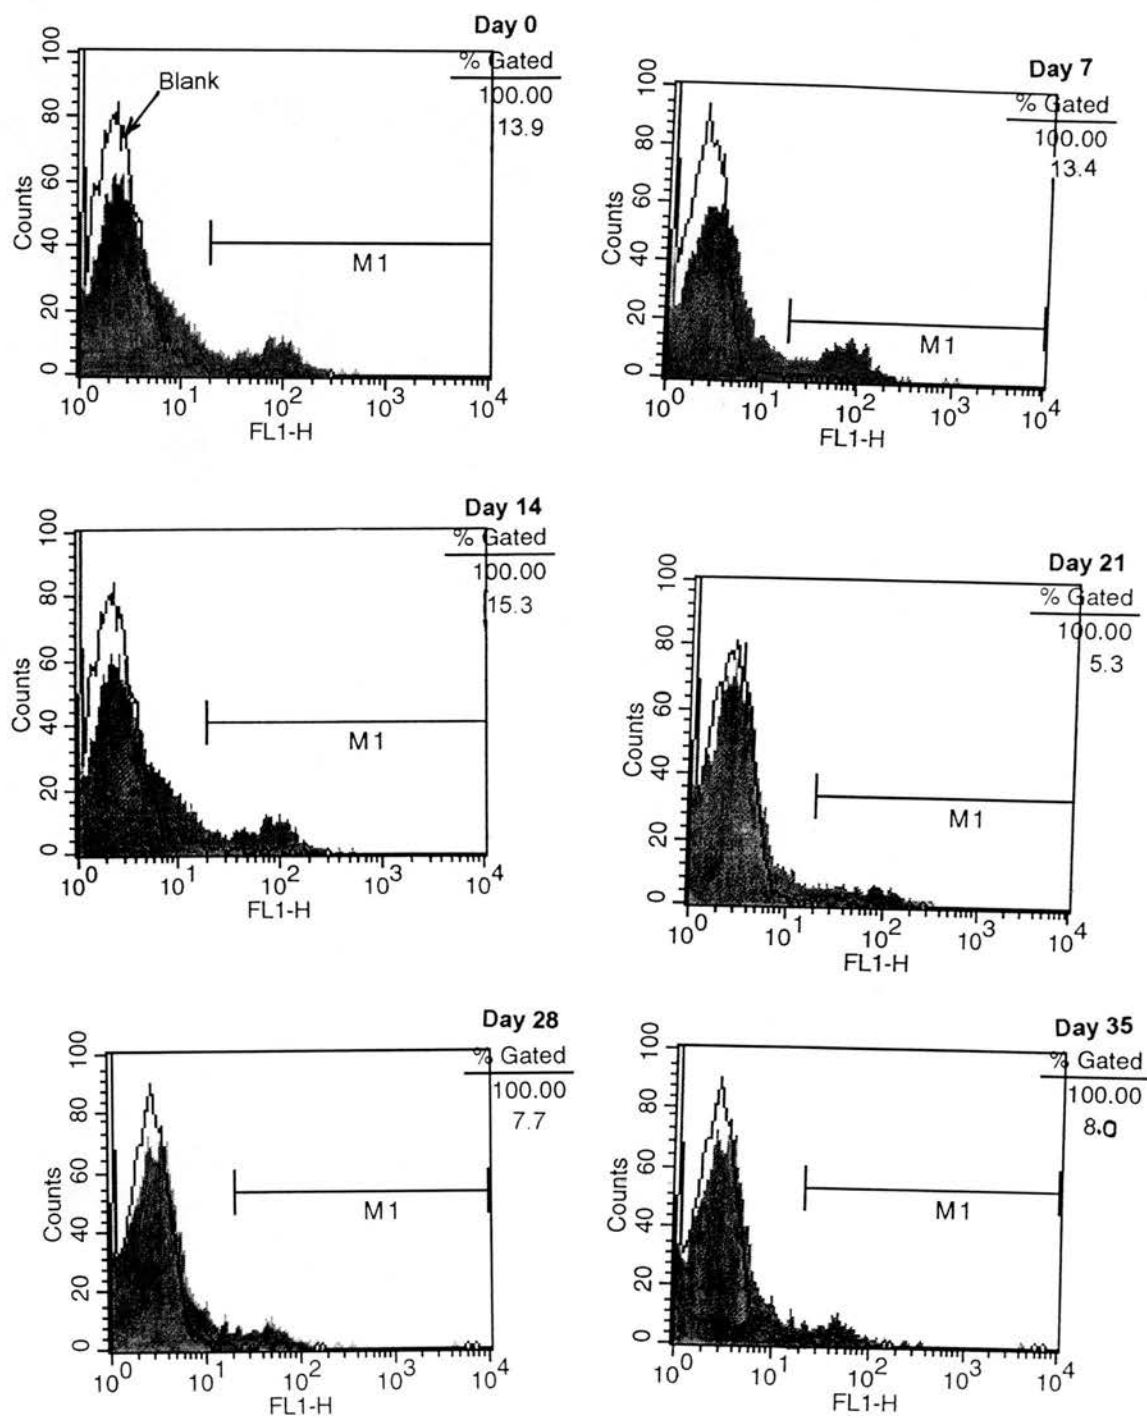 Day 0
% Gated
100.00
13.9
Blank
M1
Counts
0 20 40 60 80 100
10^0 10^1 10^2 10^3 10^4
FL1-H
Day 7
% Gated
100.00
13.4
M1
Counts
0 20 40 60 80 100
10^0 10^1 10^2 10^3 10^4
FL1-H
Day 14
% Gated
100.00
15.3
M1
Counts
0 20 40 60 80 100
10^0 10^1 10^2 10^3 10^4
FL1-H
Day 21
% Gated
100.00
5.3
M1
Counts
0 20 40 60 80 100
10^0 10^1 10^2 10^3 10^4
FL1-H
Day 28
% Gated
100.00
7.7
M1
Counts
0 20 40 60 80 100
10^0 10^1 10^2 10^3 10^4
FL1-H
Day 35
% Gated
100.00
8.0
M1
Counts
0 20 40 60 80 100
10^0 10^1 10^2 10^3 10^4
FL1-H